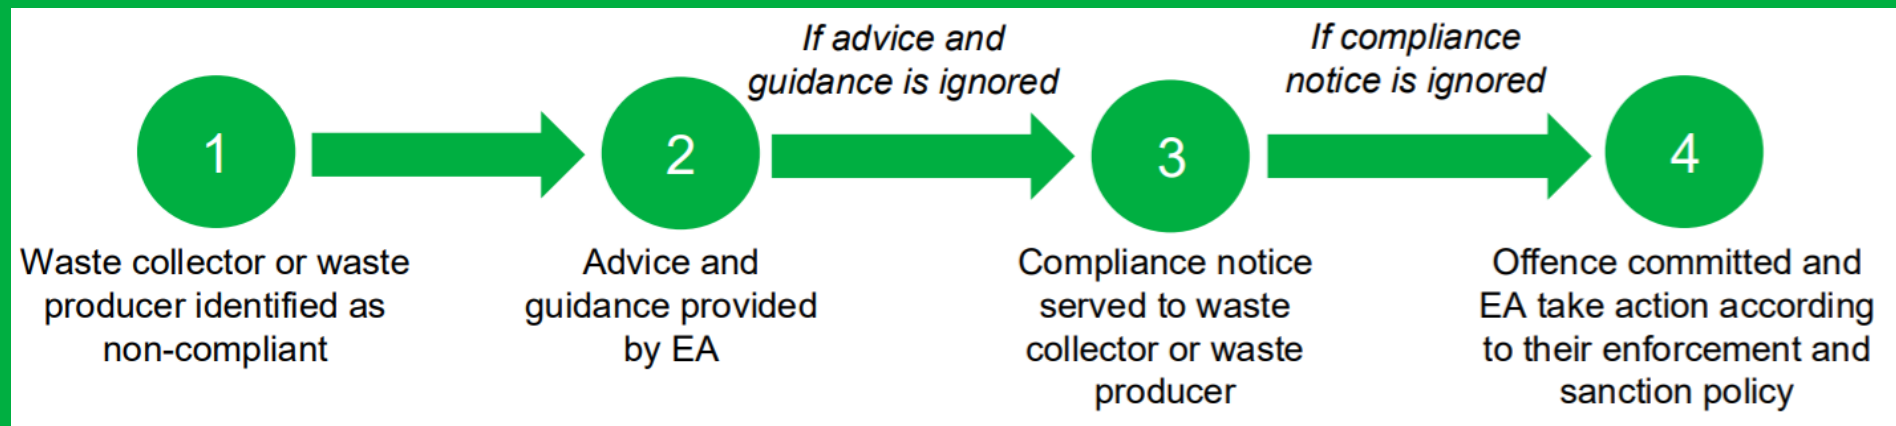 If advice and
guidance is ignored
If compliance
notice is ignored
1
2
3
4
Waste collector or waste
producer identified as
non-compliant
Advice and
guidance provided
by EA
Compliance notice
served to waste
collector or waste
producer
Offence committed and
EA take action according
to their enforcement and
sanction policy